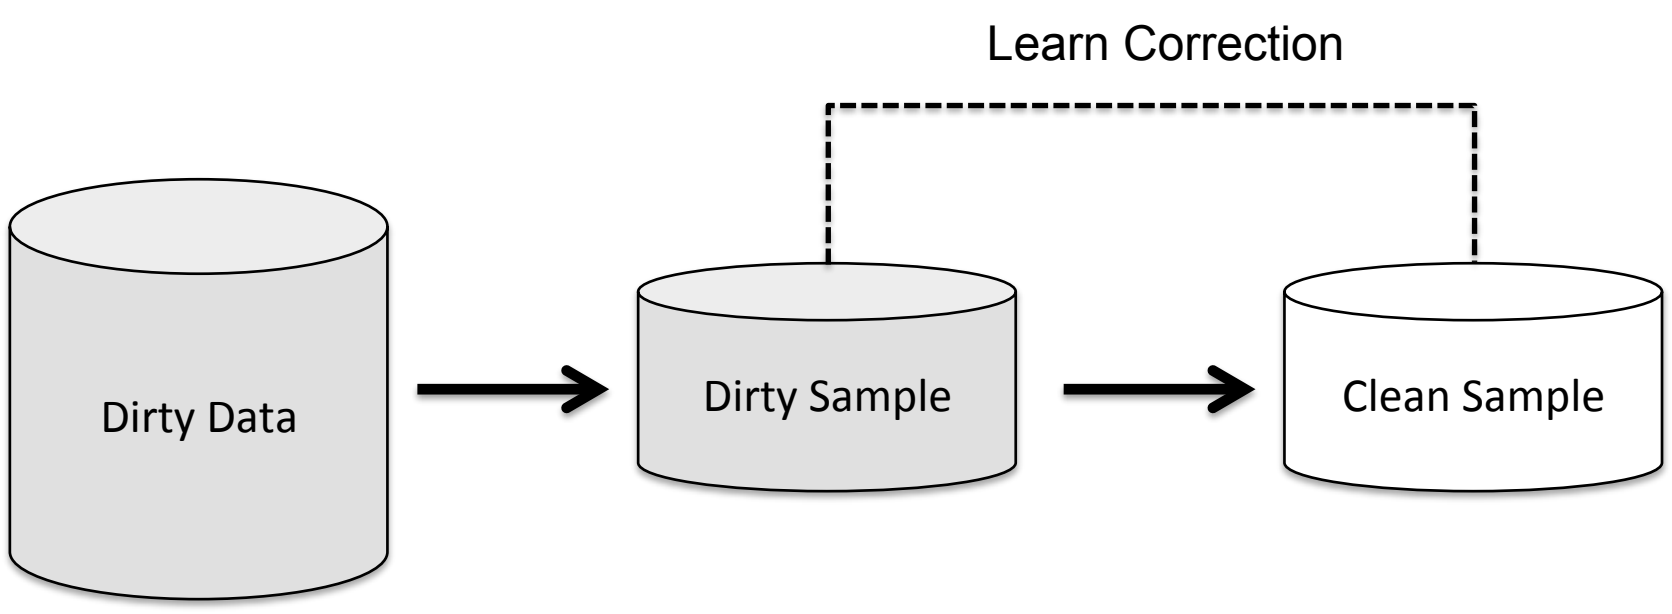 Learn Correction
Dirty Data
Dirty Sample
Clean Sample